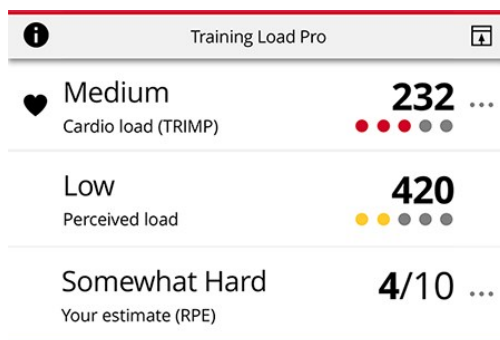 Training Load Pro
Medium
232
Cardio load (TRIMP)
Low
420
Perceived load
Somewhat Hard
4/10
Your estimate (RPE)